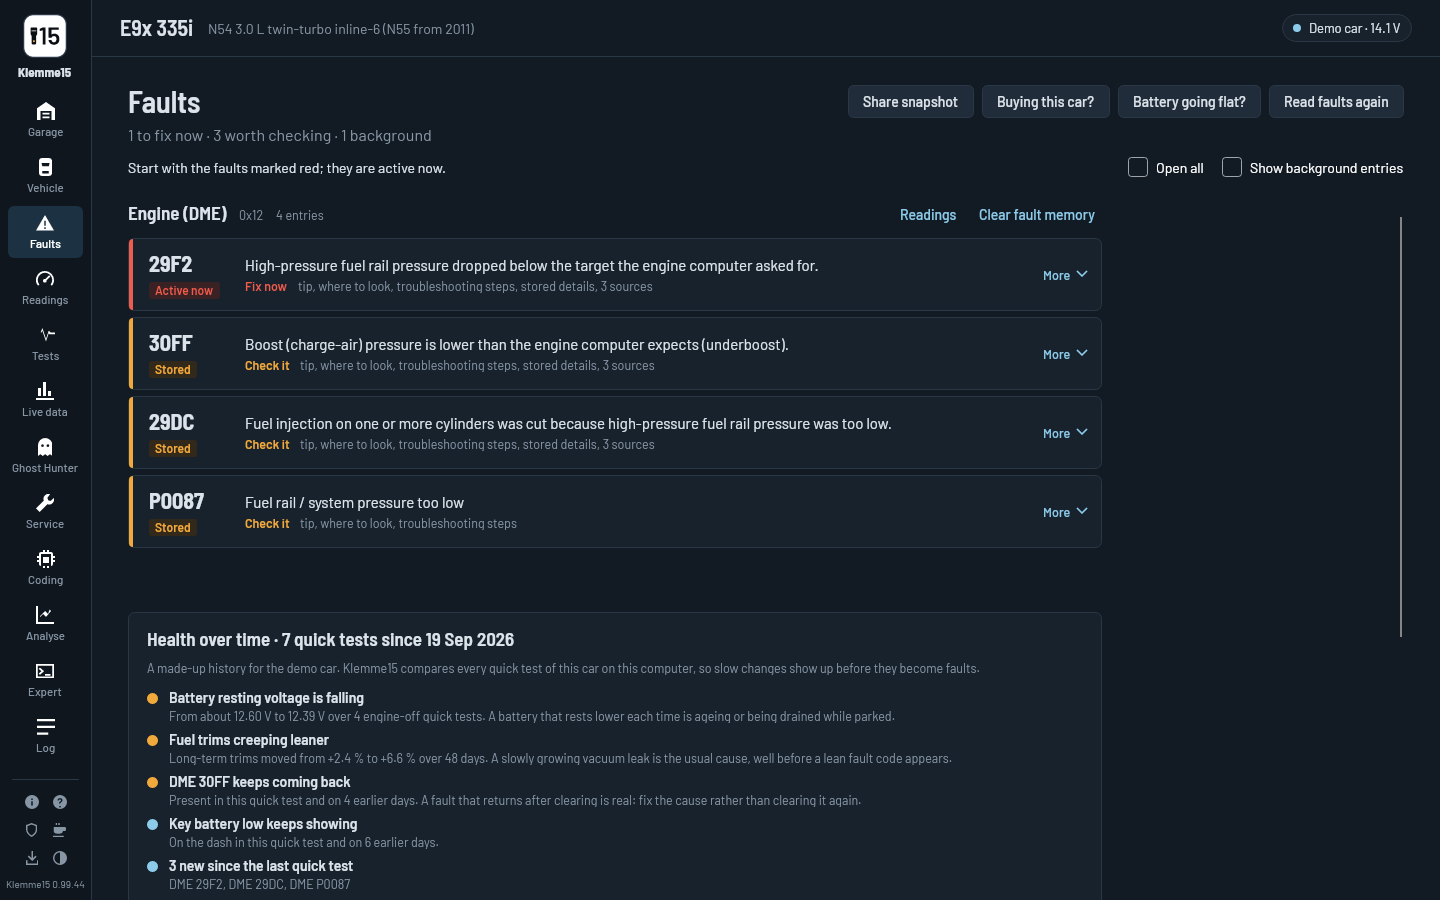 15
Klemme15
Garage
Vehicle
Faults
Readings
Tests
Live data
Ghost Hunter
Service
Coding
Analyse
Expert
Log
Klemme15 0.99.44
E9x 335i N54 3.0 L twin-turbo inline-6 (N55 from 2011)
Demo car · 14.1 V
Faults
Share snapshot Buying this car? Battery going flat? Read faults again
1 to fix now · 3 worth checking · 1 background
Start with the faults marked red; they are active now.
Open all Show background entries
Engine (DME) 0x12 4 entries
Readings Clear fault memory
29F2 High-pressure fuel rail pressure dropped below the target the engine computer asked for.
Active now Fix now tip, where to look, troubleshooting steps, stored details, 3 sources
More
30FF Boost (charge-air) pressure is lower than the engine computer expects (underboost).
Stored Check it tip, where to look, troubleshooting steps, stored details, 3 sources
More
29DC Fuel injection on one or more cylinders was cut because high-pressure fuel rail pressure was too low.
Stored Check it tip, where to look, troubleshooting steps, stored details, 3 sources
More
P0087 Fuel rail / system pressure too low
Stored Check it tip, where to look, troubleshooting steps
More
Health over time · 7 quick tests since 19 Sep 2026
A made-up history for the demo car. Klemme15 compares every quick test of this car on this computer, so slow changes show up before they become faults.
Battery resting voltage is falling
From about 12.60 V to 12.39 V over 4 engine-off quick tests. A battery that rests lower each time is ageing or being drained while parked.
Fuel trims creeping leaner
Long-term trims moved from +2.4 % to +6.6 % over 48 days. A slowly growing vacuum leak is the usual cause, well before a lean fault code appears.
DME 30FF keeps coming back
Present in this quick test and on 4 earlier days. A fault that returns after clearing is real: fix the cause rather than clearing it again.
Key battery low keeps showing
On the dash in this quick test and on 6 earlier days.
3 new since the last quick test
DME 29F2, DME 29DC, DME P0087